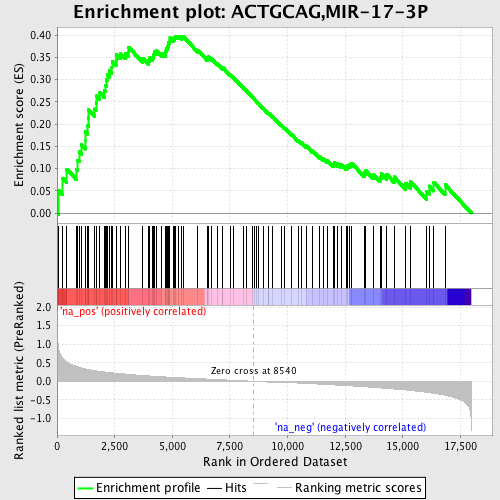 Enrichment plot: ACTGCAG,MIR-17-3P
Enrichment score (ES)
0.40
0.35
0.30
0.25
0.20
0.15
0.10
0.05
0.00
'na_pos' (positively correlated)
Ranked list metric (PreRanked)
2.0
1.5
1.0
0.5
0.0
-0.5
-1.0
Zero cross at 8540
'na_neg' (negatively correlated)
0 2,500 5,000 7,500 10,000 12,500 15,000 17,500
Rank in Ordered Dataset
Enrichment profile Hits Ranking metric scores